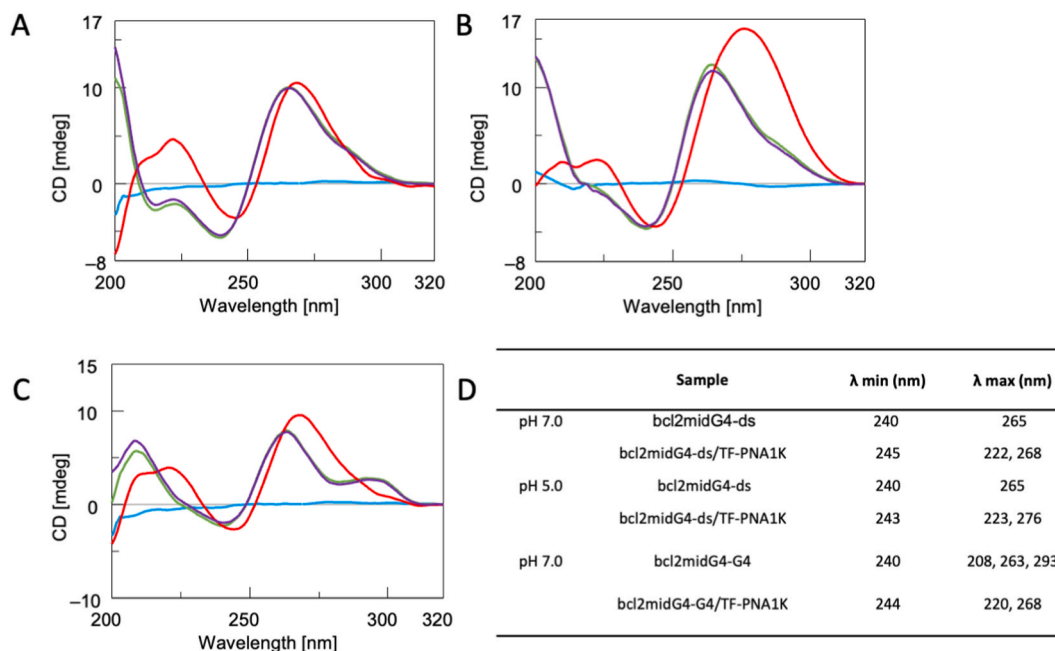 A
17
10
0
–8
CD [mdeg]
200
250
300
320
Wavelength [nm]
B
17
10
0
–8
CD [mdeg]
200
250
300
320
Wavelength [nm]
C
15
10
0
–10
CD [mdeg]
200
250
300
320
Wavelength [nm]
D
Sample λ min (nm) λ max (nm)
pH 7.0 bcl2midG4-ds 240 265
bcl2midG4-ds/TF-PNA1K 245 222, 268
pH 5.0 bcl2midG4-ds 240 265
bcl2midG4-ds/TF-PNA1K 243 223, 276
pH 7.0 bcl2midG4-G4 240 208, 263, 293
bcl2midG4-G4/TF-PNA1K 244 220, 268